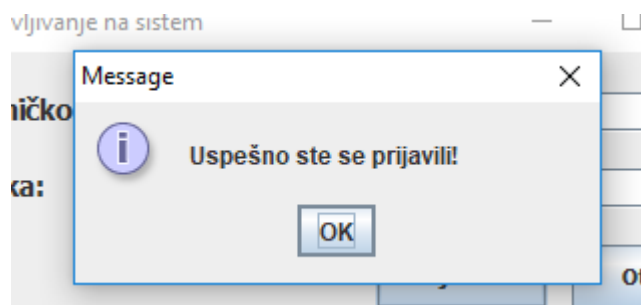 vljivanje na sistem
Message
ničko
Uspešno ste se prijavili!
ka:
OK